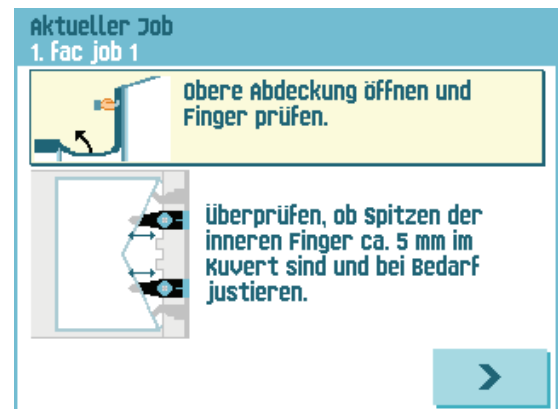 Aktueller Job
1. Fac job 1
Obere Abdeckung öffnen und
Finger prüfen.
Überprüfen, ob Spitzen der
inneren Finger ca. 5 mm im
Kuvert sind und bei Bedarf
justieren.